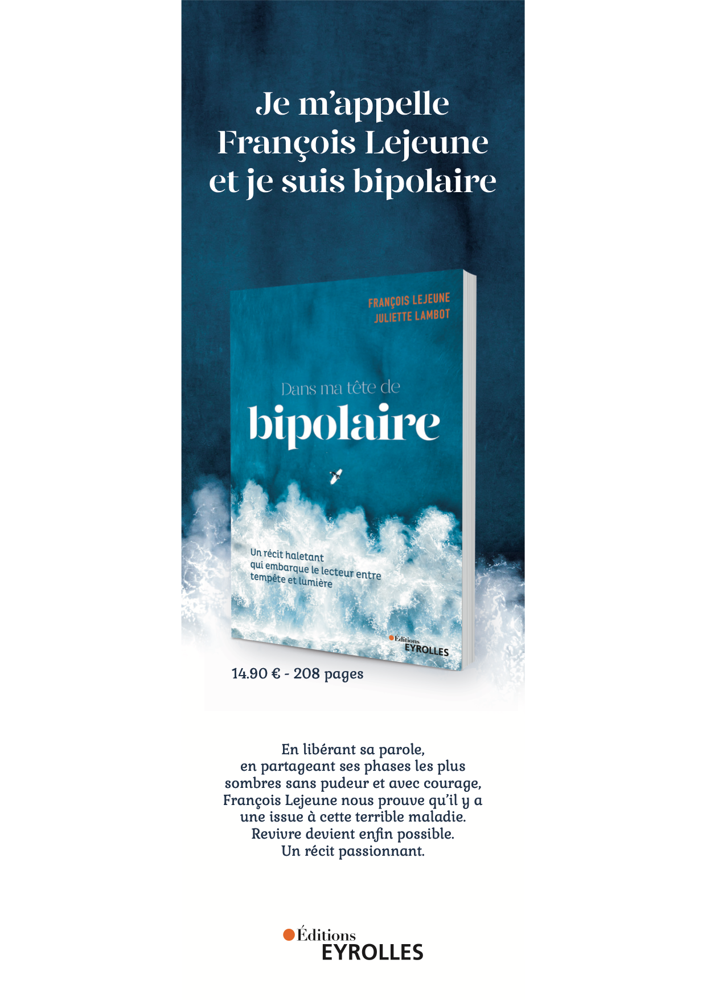 Je m'appelle
François Lejeune
et je suis bipolaire
FRANÇOIS LEJEUNE
JULIETTE LAMBOT
Dans ma tête de
bipolaire
Un récit haletant
qui embarque le lecteur entre
tempête et lumière
Éditions
EYROLLES
14.90 € - 208 pages
En libérant sa parole,
en partageant ses phases les plus
sombres sans pudeur et avec courage,
François Lejeune nous prouve qu'il y a
une issue à cette terrible maladie.
Revivre devient enfin possible.
Un récit passionnant.
Éditions
EYROLLES